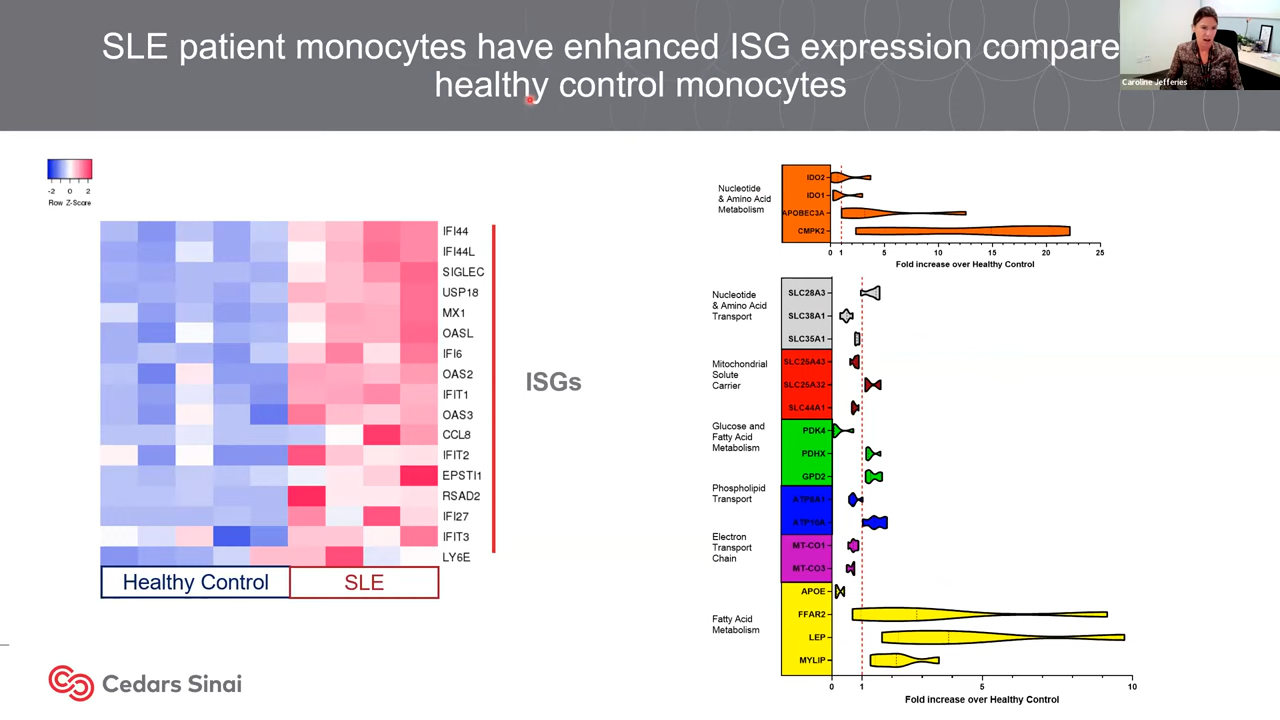 SLE patient monocytes have enhanced ISG expression compare
healthy control monocytes
Caroline Jefferies
-2 0 2
Row Z-Score
IFI44
IFI44L
SIGLEC
USP18
MX1
OASL
IFI6
OAS2
IFIT1
OAS3
CCL8
IFIT2
EPSTI1
RSAD2
IFI27
IFIT3
LY6E
ISGs
Healthy Control
SLE
Cedars Sinai
Nucleotide
& Amino Acid
Metabolism
IDO2
IDO1
APOBEC3A
CMPK2
0 1 5 10 15 20 25
Fold increase over Healthy Control
Nucleotide
& Amino Acid
Transport
SLC28A3
SLC38A1
SLC35A1
Mitochondrial
Solute
Carrier
SLC25A43
SLC25A32
SLC44A1
Glucose and
Fatty Acid
Metabolism
PDK4
PDHX
GPD2
Phospholipid
Transport
ATP8A1
ATP10A
Electron
Transport
Chain
MT-CO1
MT-CO3
Fatty Acid
Metabolism
APOE
FFAR2
LEP
MYLIP
0 1 5 10
Fold increase over Healthy Control